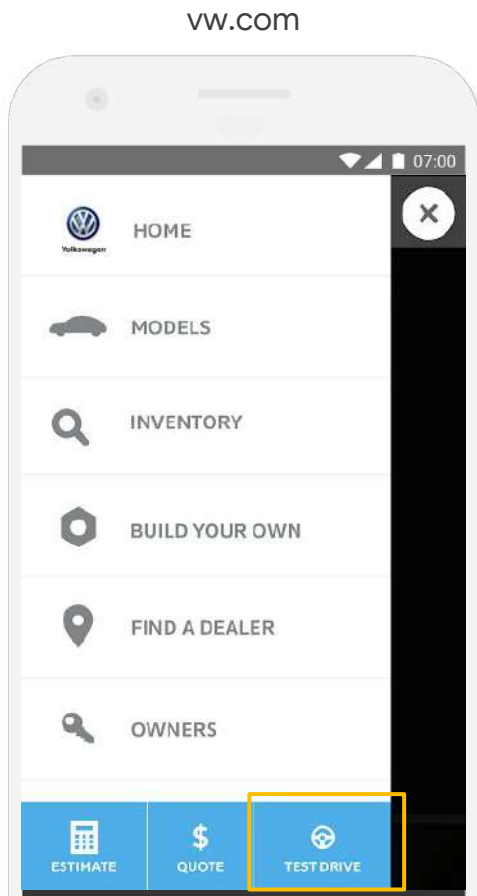 vw.com
07:00
Volkswagen
HOME
MODELS
INVENTORY
BUILD YOUR OWN
FIND A DEALER
OWNERS
ESTIMATE
$
QUOTE
TEST DRIVE